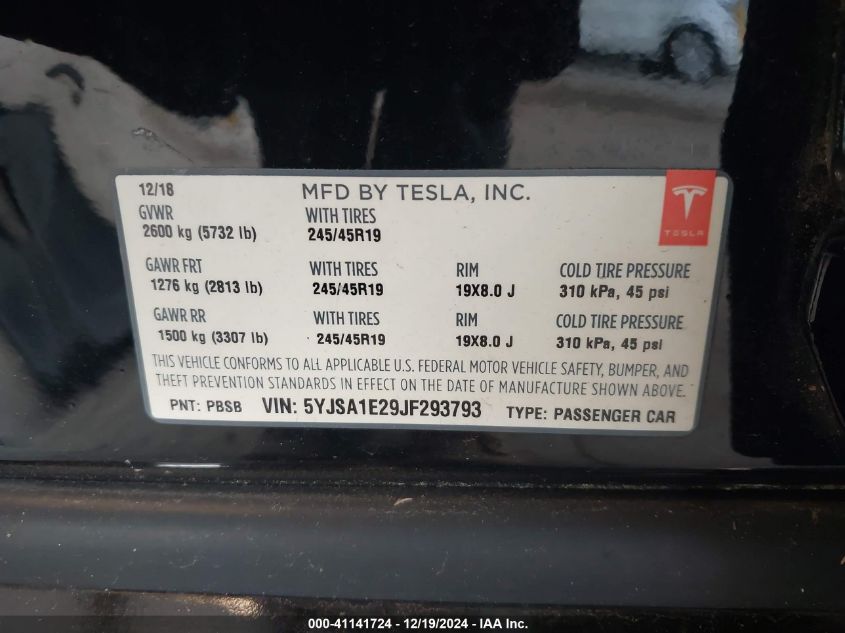 12/18 MFD BY TESLA, INC.
GVWR WITH TIRES
2600 kg (5732 lb) 245/45R19
TESLA
GAWR FRT WITH TIRES RIM COLD TIRE PRESSURE
1276 kg (2813 lb) 245/45R19 19X8.0 J 310 kPa, 45 psi
GAWR RR WITH TIRES RIM COLD TIRE PRESSURE
1500 kg (3307 lb) 245/45R19 19X8.0 J 310 kPa, 45 psi
THIS VEHICLE CONFORMS TO ALL APPLICABLE U.S. FEDERAL MOTOR VEHICLE SAFETY, BUMPER, AND
THEFT PREVENTION STANDARDS IN EFFECT ON THE DATE OF MANUFACTURE SHOWN ABOVE.
PNT: PBSB VIN: 5YJSA1E29JF293793 TYPE: PASSENGER CAR
000-41141724 - 12/19/2024 - IAA Inc.